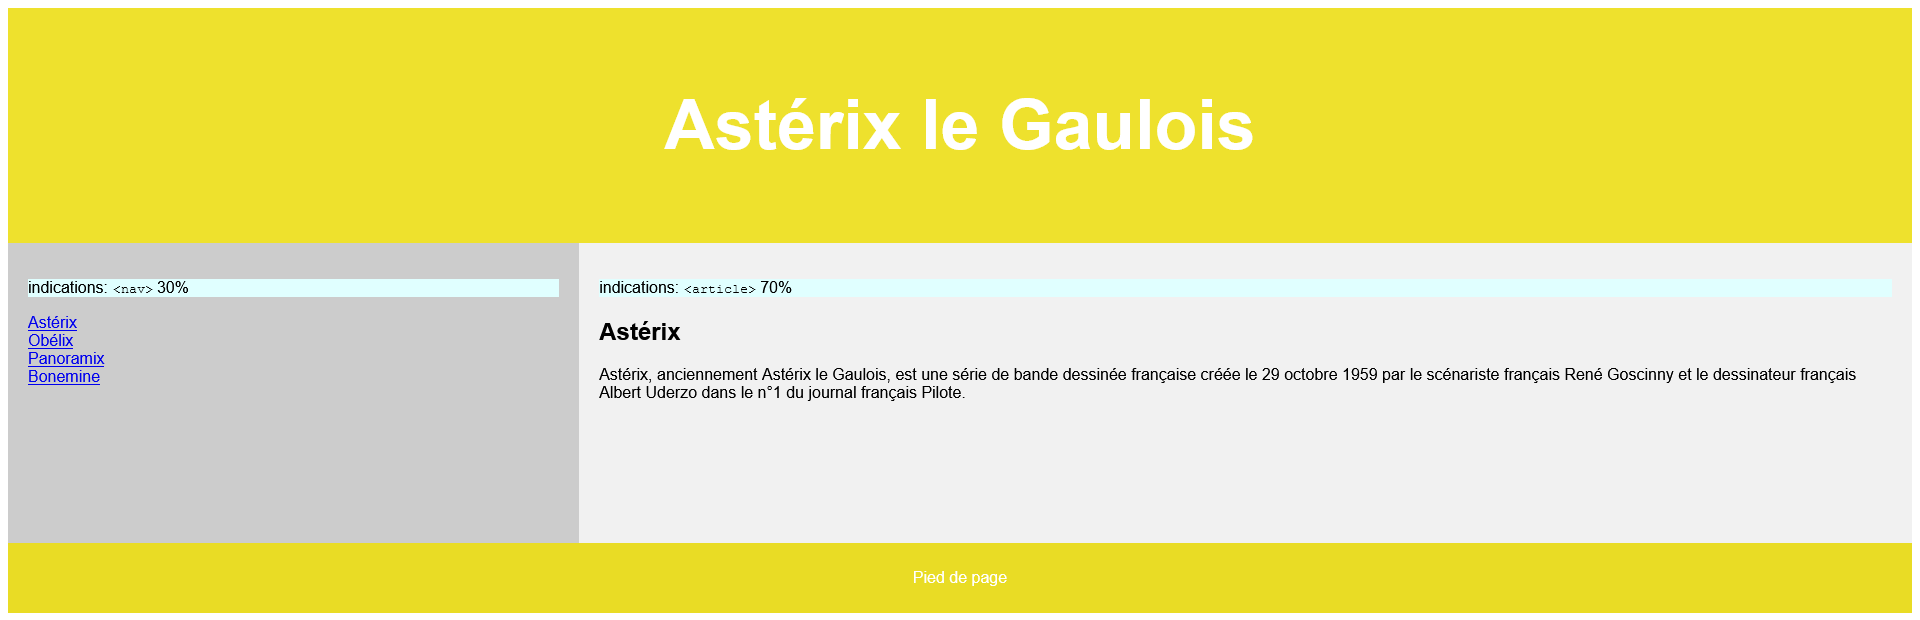 Astérix le Gaulois
indications: <nav> 30%
Astérix
Obélix
Panoramix
Bonemine
indications: <article> 70%
Astérix
Astérix, anciennement Astérix le Gaulois, est une série de bande dessinée française créée le 29 octobre 1959 par le scénariste français René Goscinny et le dessinateur français
Albert Uderzo dans le n°1 du journal français Pilote.
Pied de page